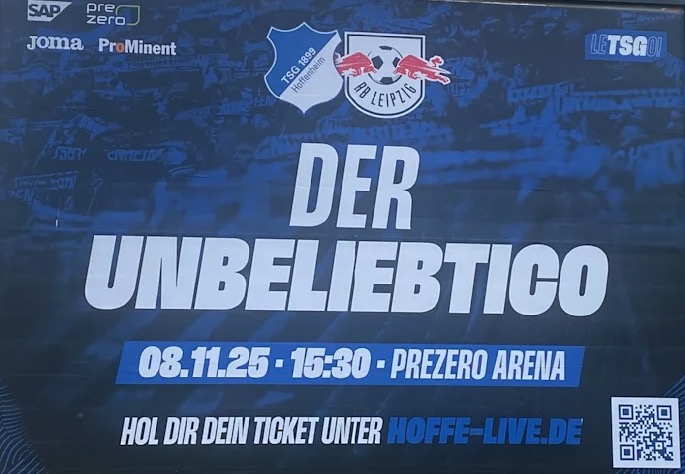 SAP
pre
zero
LETSGO!
joma ProMinent
TSG 1899
Hoffenheim
RB LEIPZIG
DER
UNBELIEBTICO
08.11.25 · 15:30 · PREZERO ARENA
HOL DIR DEIN TICKET UNTER HOFFE-LIVE.DE